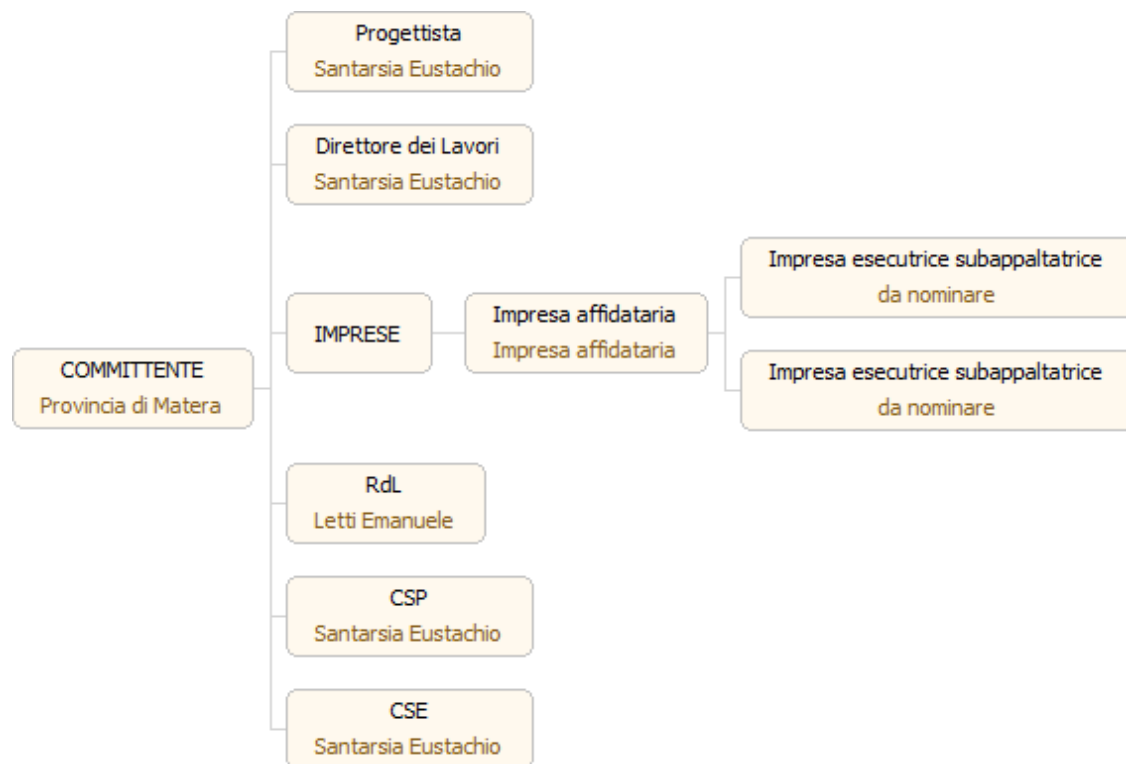 Progettista
Santarsia Eustachio
Direttore dei Lavori
Santarsia Eustachio
Impresa esecutrice subappaltatrice
da nominare
IMPRESE
Impresa affidataria
Impresa affidataria
COMMITTENTE
Provincia di Matera
Impresa esecutrice subappaltatrice
da nominare
RdL
Letti Emanuele
CSP
Santarsia Eustachio
CSE
Santarsia Eustachio